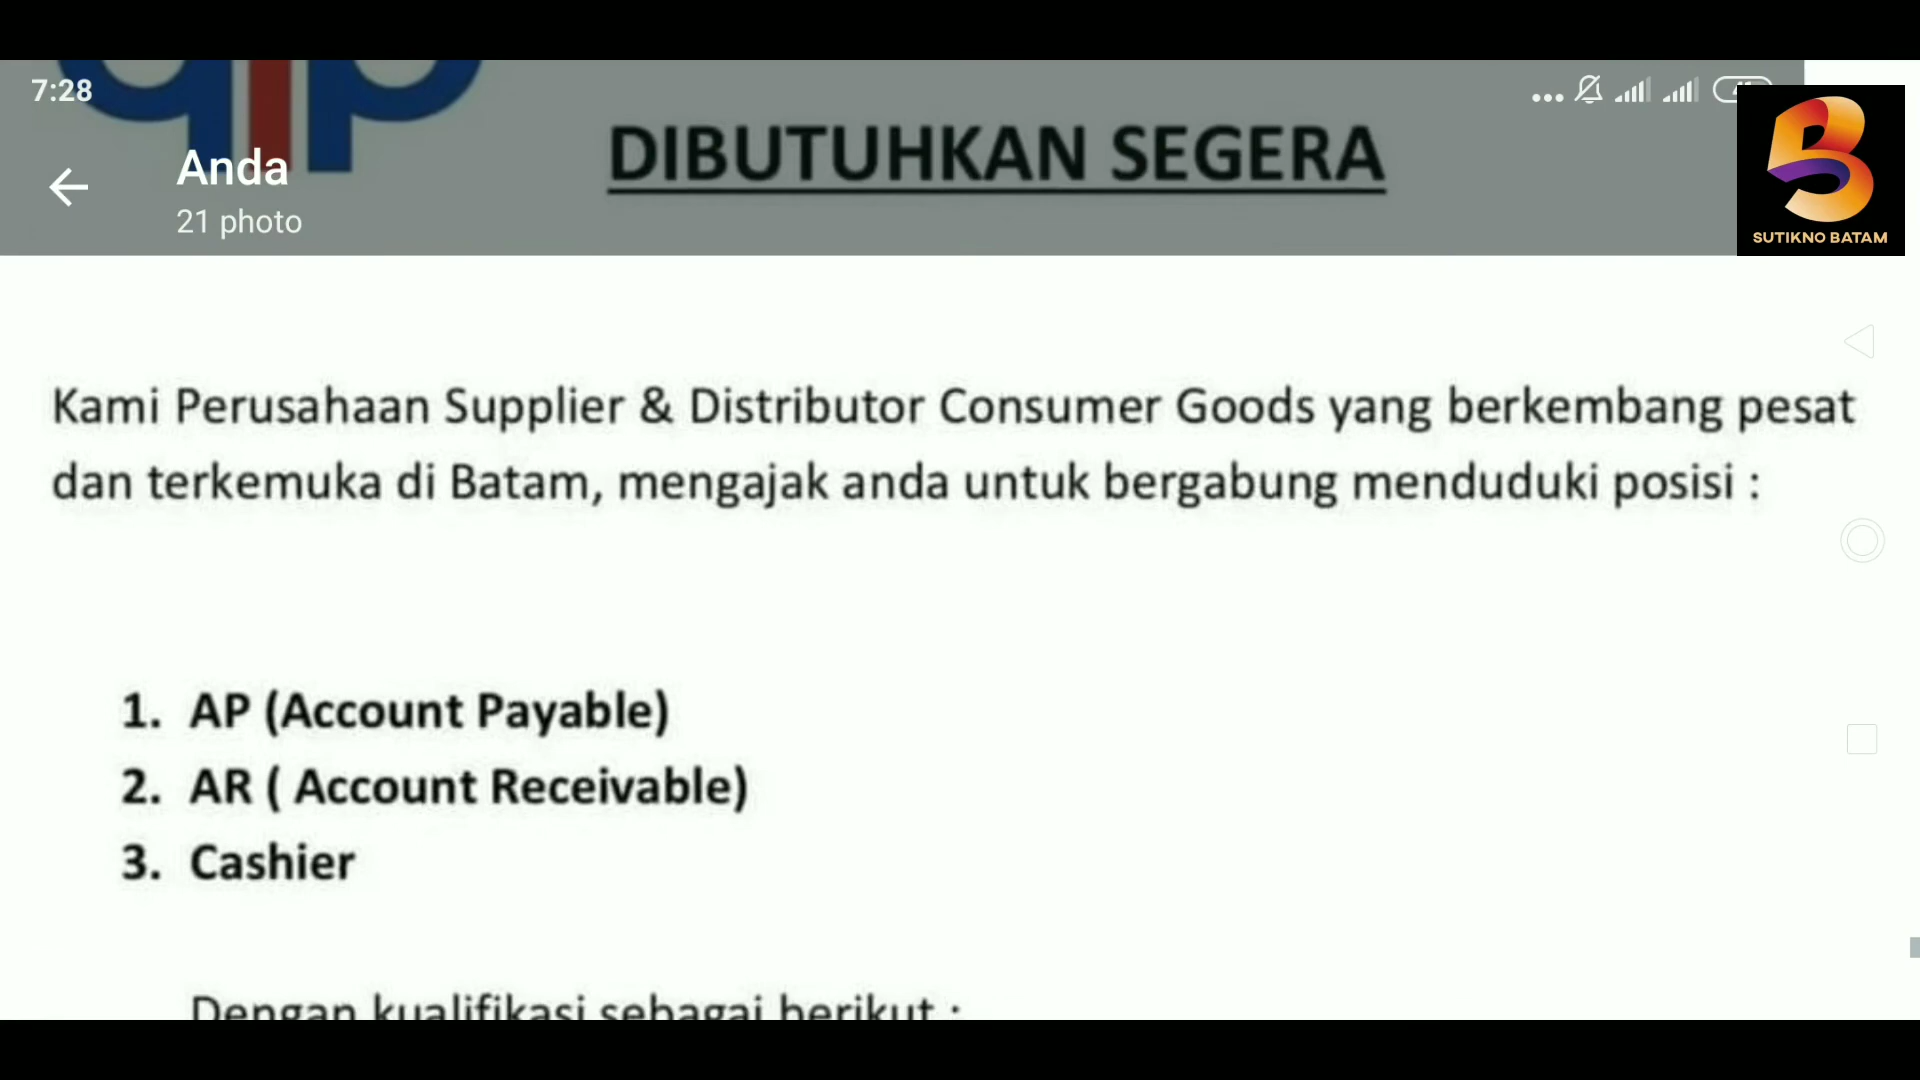 7:28
DIBUTUHKAN SEGERA
Anda
21 photo
SUTIKNO BATAM
Kami Perusahaan Supplier & Distributor Consumer Goods yang berkembang pesat
dan terkemuka di Batam, mengajak anda untuk bergabung menduduki posisi :
1. AP (Account Payable)
2. AR ( Account Receivable)
3. Cashier
Dengan kualifikasi sebagai berikut :